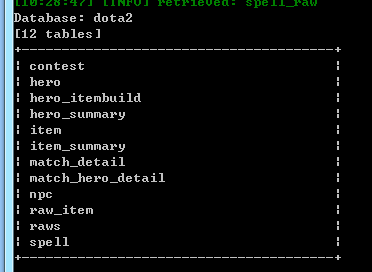 [10:28:47] [INFO] retrieved: spell_raw
Database: dota2
[12 tables]
+--------------------------------------+
| contest |
| hero |
| hero_itembuild |
| hero_summary |
| item |
| item_summary |
| match_detail |
| match_hero_detail |
| npc |
| raw_item |
| raws |
| spell |
+--------------------------------------+